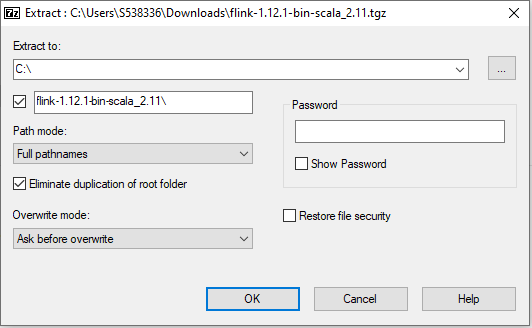 7z Extract : C:\Users\S538336\Downloads\flink-1.12.1-bin-scala_2.11.tgz
Extract to:
C:\
...
flink-1.12.1-bin-scala_2.11\
Password
Path mode:
Full pathnames
Show Password
Eliminate duplication of root folder
Overwrite mode:
Restore file security
Ask before overwrite
OK Cancel Help